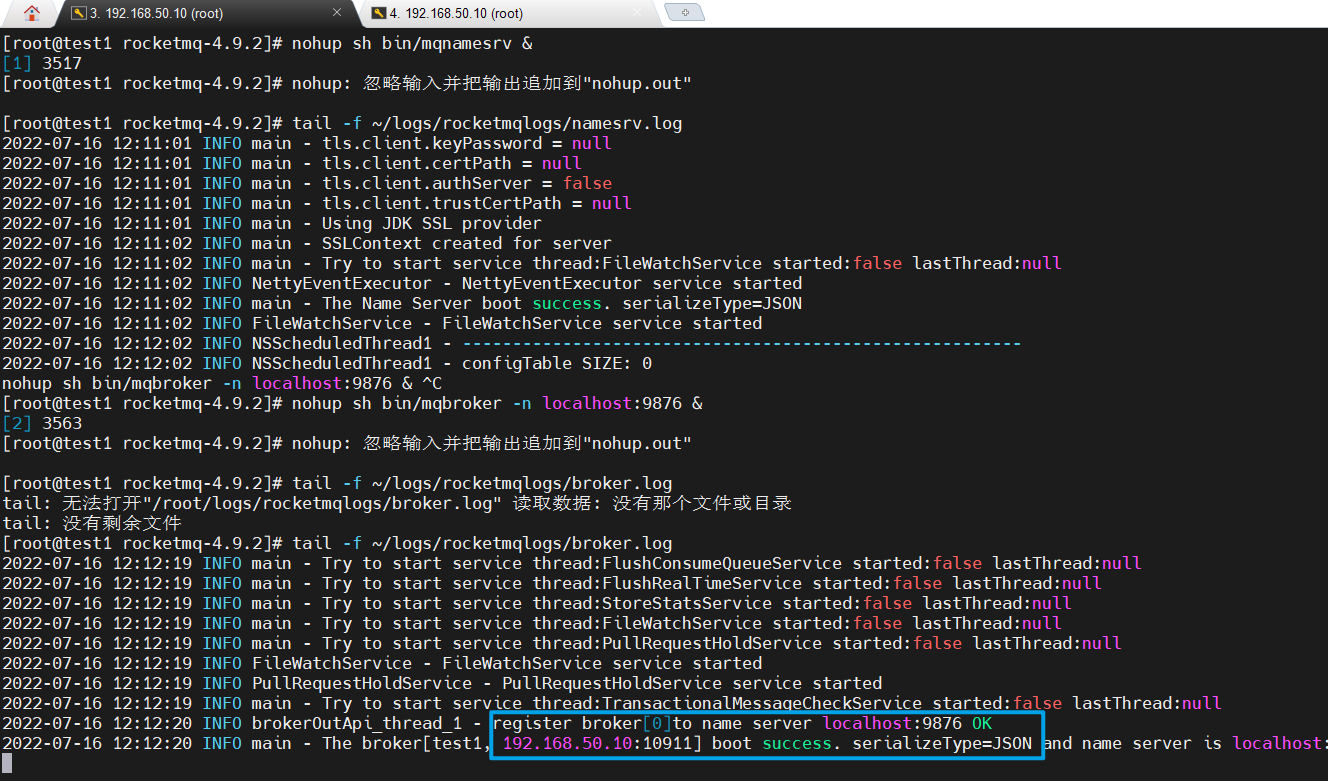 3. 192.168.50.10 (root)
4. 192.168.50.10 (root)
[root@test1 rocketmq-4.9.2]# nohup sh bin/mqnamesrv &
[1] 3517
[root@test1 rocketmq-4.9.2]# nohup: 忽略输入并把输出追加到"nohup.out"
[root@test1 rocketmq-4.9.2]# tail -f ~/logs/rocketmqlogs/namesrv.log
2022-07-16 12:11:01 INFO main - tls.client.keyPassword = null
2022-07-16 12:11:01 INFO main - tls.client.certPath = null
2022-07-16 12:11:01 INFO main - tls.client.authServer = false
2022-07-16 12:11:01 INFO main - tls.client.trustCertPath = null
2022-07-16 12:11:01 INFO main - Using JDK SSL provider
2022-07-16 12:11:02 INFO main - SSLContext created for server
2022-07-16 12:11:02 INFO main - Try to start service thread:FileWatchService started:false lastThread:null
2022-07-16 12:11:02 INFO NettyEventExecutor - NettyEventExecutor service started
2022-07-16 12:11:02 INFO main - The Name Server boot success. serializeType=JSON
2022-07-16 12:11:02 INFO FileWatchService - FileWatchService service started
2022-07-16 12:12:02 INFO NSScheduledThread1 - --------------------------------------------------------
2022-07-16 12:12:02 INFO NSScheduledThread1 - configTable SIZE: 0
nohup sh bin/mqbroker -n localhost:9876 & ^C
[root@test1 rocketmq-4.9.2]# nohup sh bin/mqbroker -n localhost:9876 &
[2] 3563
[root@test1 rocketmq-4.9.2]# nohup: 忽略输入并把输出追加到"nohup.out"
[root@test1 rocketmq-4.9.2]# tail -f ~/logs/rocketmqlogs/broker.log
tail: 无法打开"/root/logs/rocketmqlogs/broker.log" 读取数据: 没有那个文件或目录
tail: 没有剩余文件
[root@test1 rocketmq-4.9.2]# tail -f ~/logs/rocketmqlogs/broker.log
2022-07-16 12:12:19 INFO main - Try to start service thread:FlushConsumeQueueService started:false lastThread:null
2022-07-16 12:12:19 INFO main - Try to start service thread:FlushRealTimeService started:false lastThread:null
2022-07-16 12:12:19 INFO main - Try to start service thread:StoreStatsService started:false lastThread:null
2022-07-16 12:12:19 INFO main - Try to start service thread:FileWatchService started:false lastThread:null
2022-07-16 12:12:19 INFO main - Try to start service thread:PullRequestHoldService started:false lastThread:null
2022-07-16 12:12:19 INFO FileWatchService - FileWatchService service started
2022-07-16 12:12:19 INFO PullRequestHoldService - PullRequestHoldService service started
2022-07-16 12:12:19 INFO main - Try to start service thread:TransactionalMessageCheckService started:false lastThread:null
2022-07-16 12:12:20 INFO brokerOutApi_thread_1 - register broker[0]to name server localhost:9876 OK
2022-07-16 12:12:20 INFO main - The broker[test1, 192.168.50.10:10911] boot success. serializeType=JSON and name server is localhost: